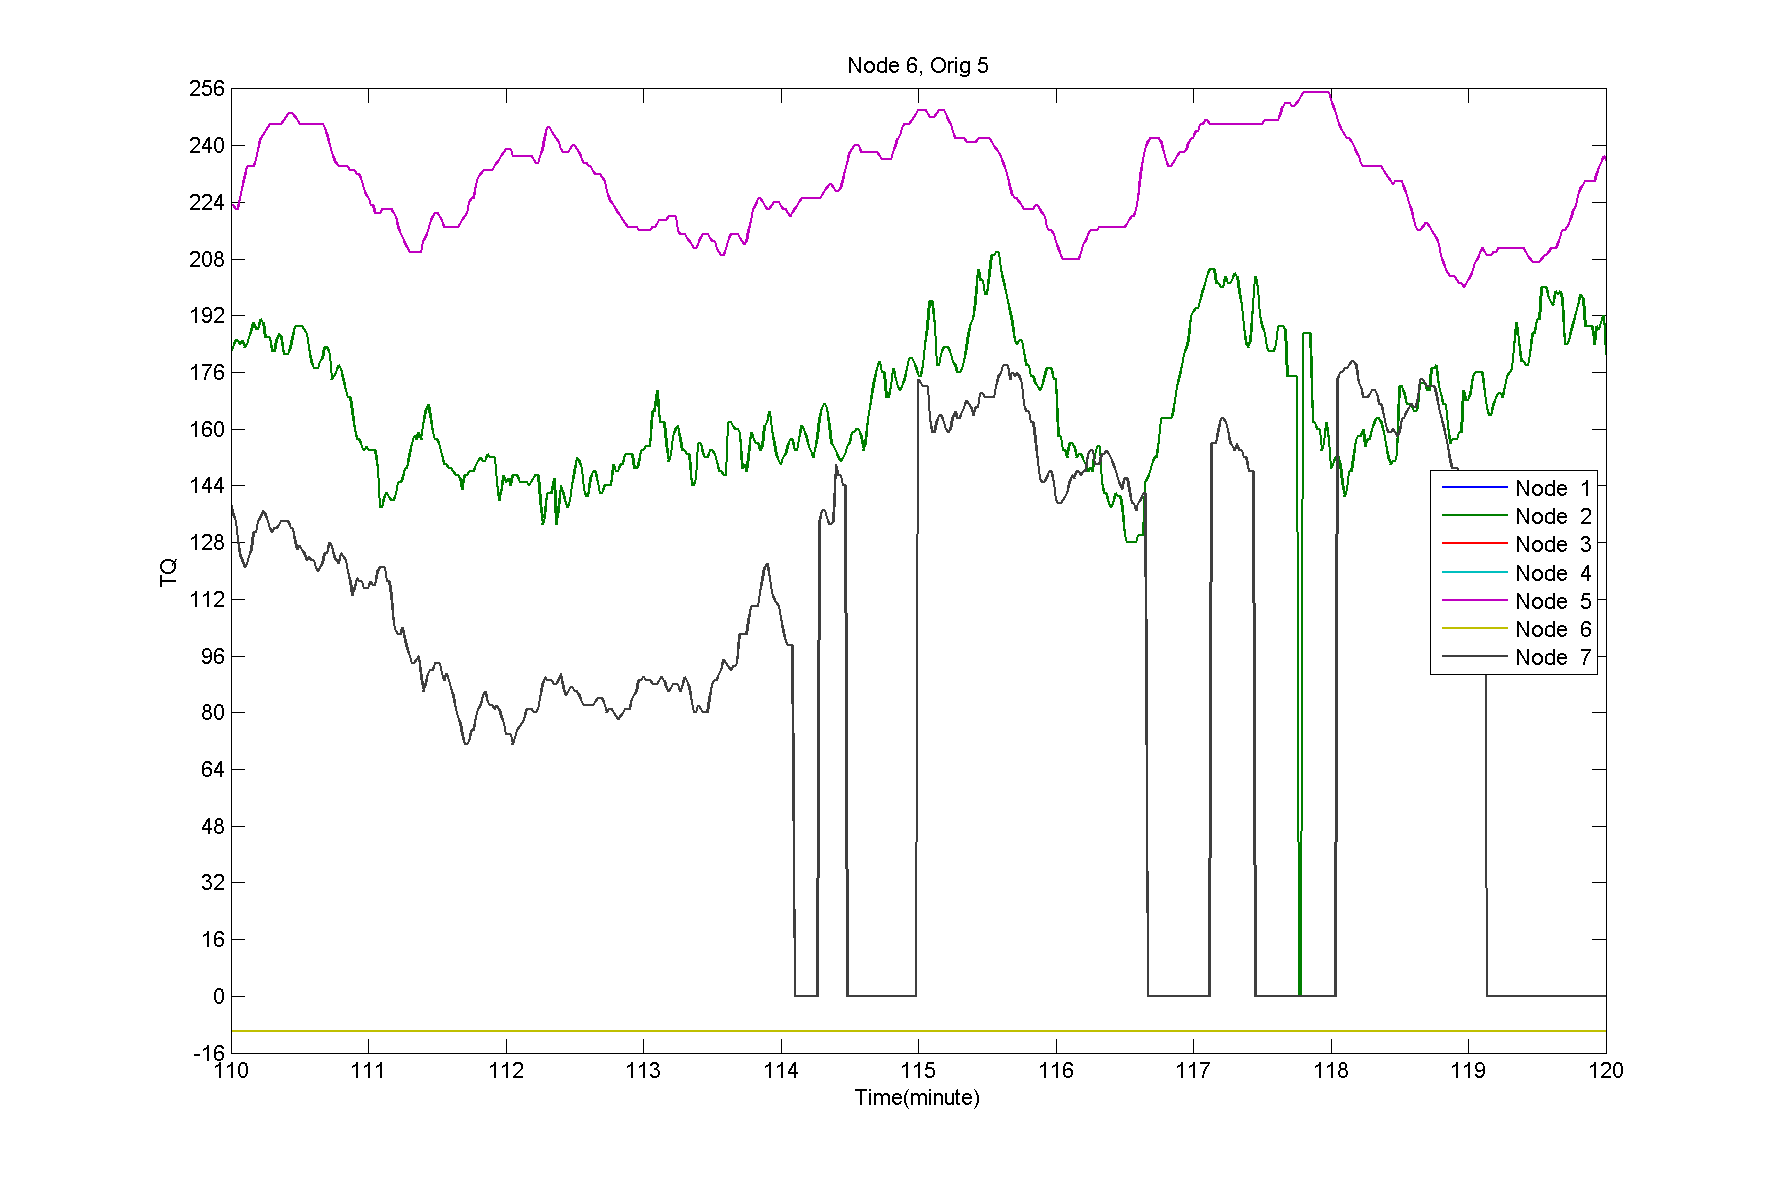 Node 6, Orig 5
256
240
224
208
192
176
160
144
128
112
96
80
64
48
32
16
0
-16
TQ
Node 1
Node 2
Node 3
Node 4
Node 5
Node 6
Node 7
110 111 112 113 114 115 116 117 118 119 120
Time(minute)